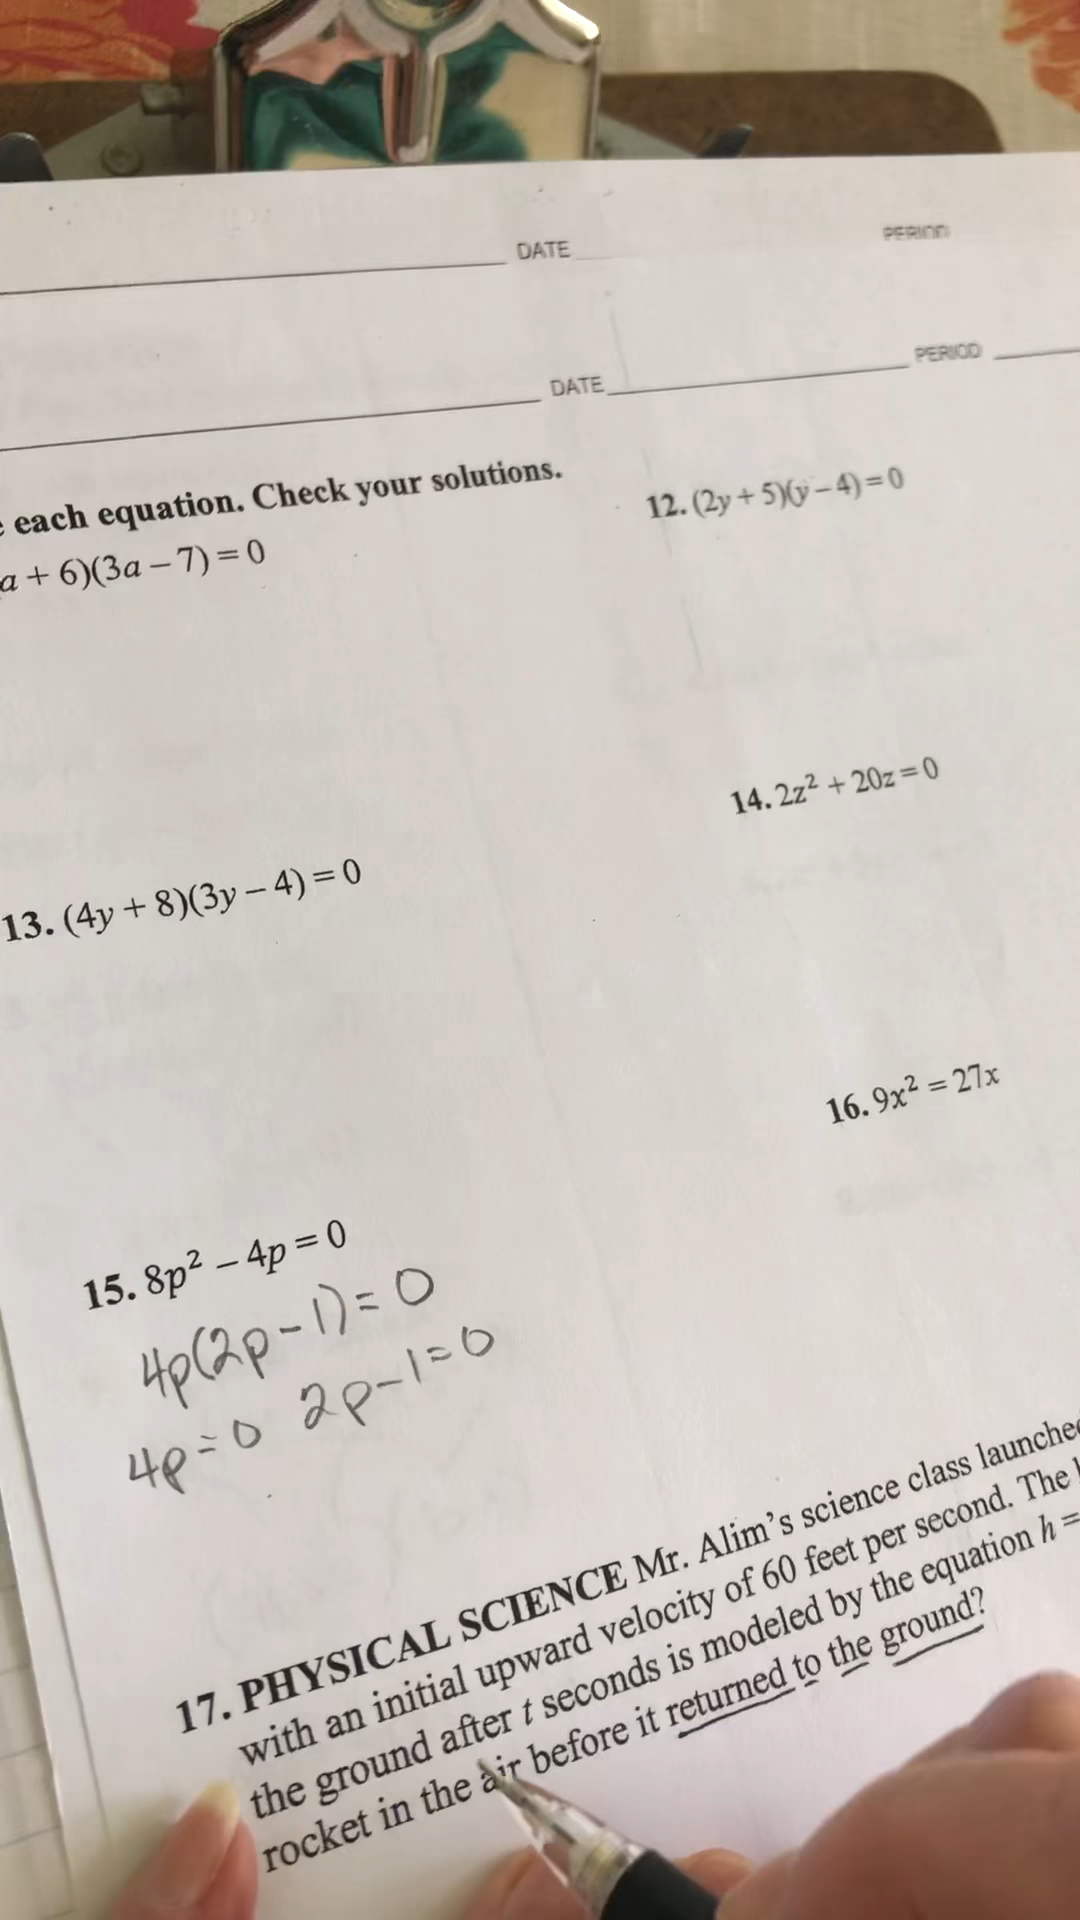 DATE PERIOD
DATE PERIOD
each equation. Check your solutions.
a + 6)(3a – 7) = 0
12. (2y + 5)(y – 4) = 0
13. (4y + 8)(3y – 4) = 0
14. 2z² + 20z = 0
15. 8p² – 4p = 0
4p(2p-1)=0
4p=0 2p-1=0
16. 9x² = 27x
17. PHYSICAL SCIENCE Mr. Alim’s science class
with an initial upward velocity of 60 feet per second. The
the ground after t seconds is modeled by the equation h =
rocket in the air before it returned to the ground?